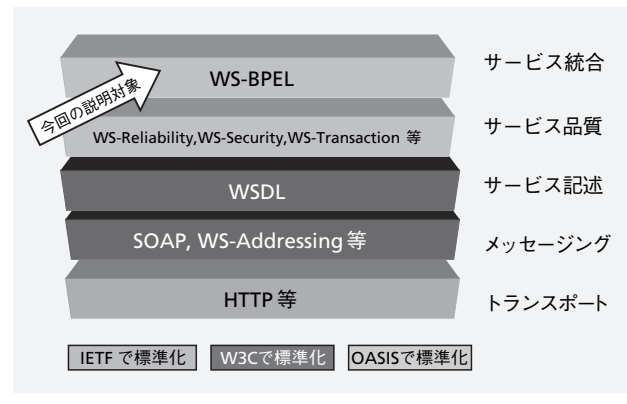 WS-BPEL
サービス統合
今回の説明対象
WS-Reliability,WS-Security,WS-Transaction 等
サービス品質
WSDL
サービス記述
SOAP, WS-Addressing 等
メッセージング
HTTP 等
トランスポート
IETF で標準化
W3Cで標準化
OASISで標準化